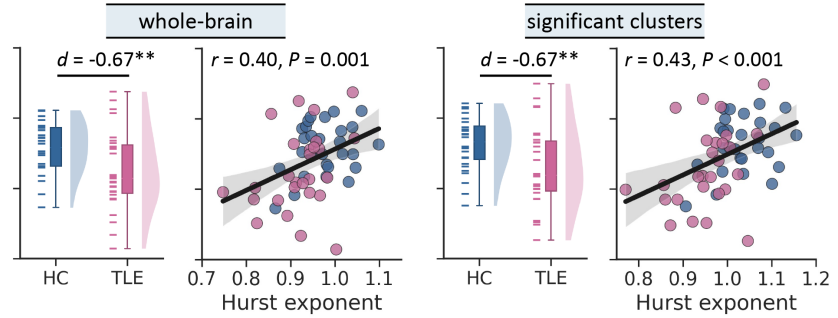 whole-brain
significant clusters
d = -0.67**
r = 0.40, P = 0.001
d = -0.67**
r = 0.43, P < 0.001
HC TLE
0.7 0.8 0.9 1.0 1.1
HC TLE
0.8 0.9 1.0 1.1 1.2
Hurst exponent
Hurst exponent